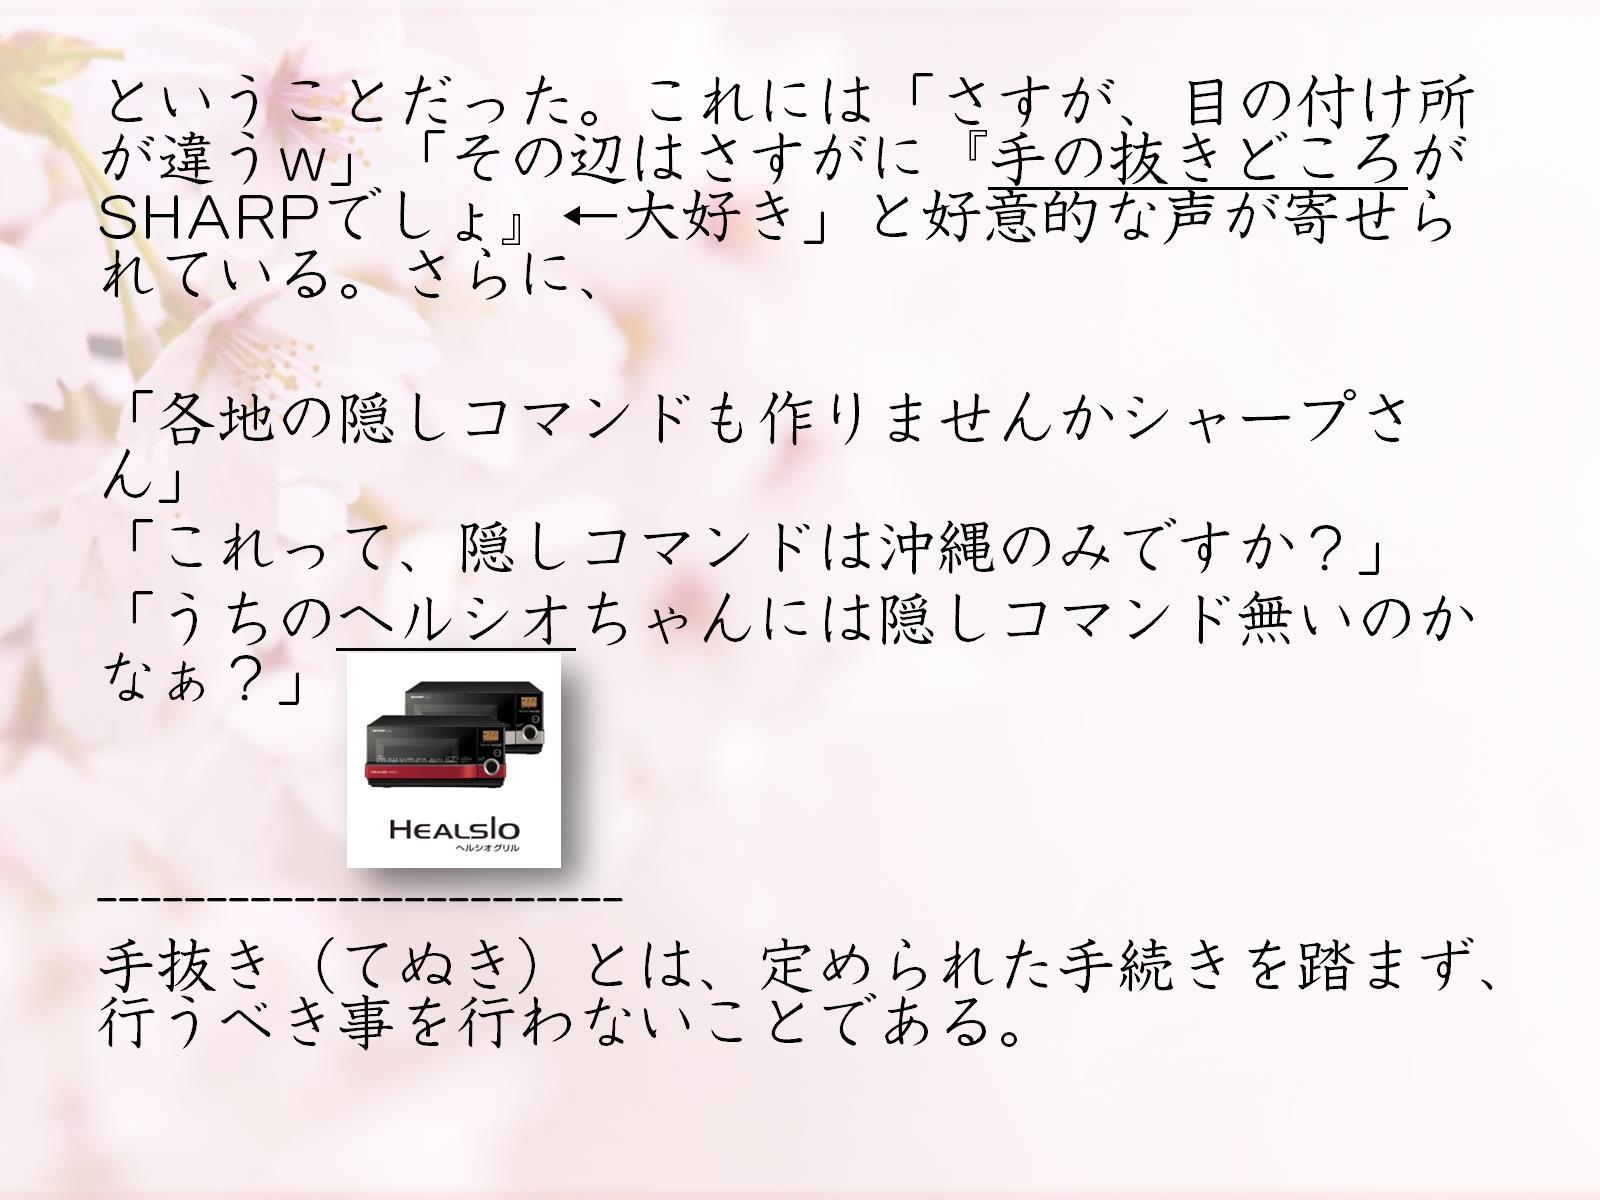 ということだった。これには「さすが、目の付け所
が違うｗ」「その辺はさすがに『手の抜きどころが
SHARPでしょ』←大好き」と好意的な声が寄せら
れている。さらに、
「各地の隠しコマンドも作りませんかシャープさ
ん」
「これって、隠しコマンドは沖縄のみですか？」
「うちのヘルシオちゃんには隠しコマンド無いのか
なぁ？」
HEALSIO
ヘルシオグリル
------------------------
手抜き（てぬき）とは、定められた手続きを踏まず、
行うべき事を行わないことである。